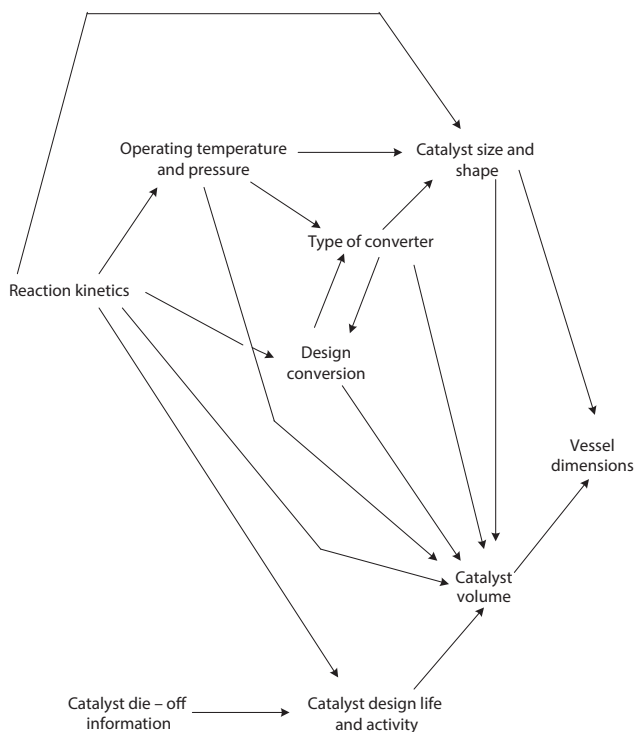 Operating temperature
and pressure
Catalyst size and
shape
Type of converter
Reaction kinetics
Design
conversion
Vessel
dimensions
Catalyst
volume
Catalyst die – off
information
Catalyst design life
and activity